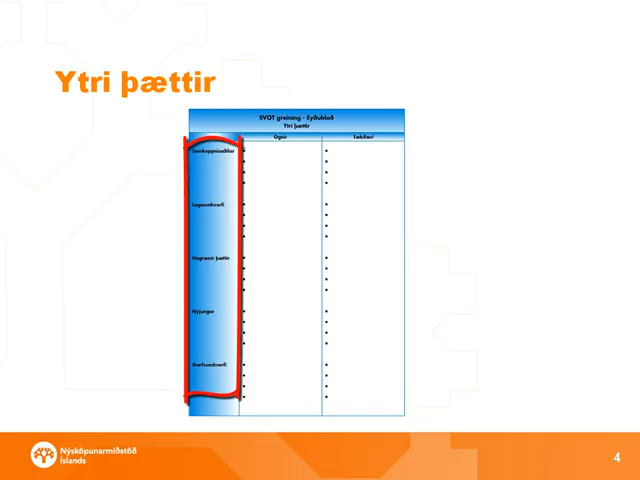 Ytri þættir
SVOT greining - Eyðublað
Ytri þættir
Ógnir
Tækifæri
Samkeppnisaðilar
Lagaumhverfi
Hagrænir þættir
Nýjungar
Starfsumhverfi
Nýsköpunarmiðstöð
Íslands
4